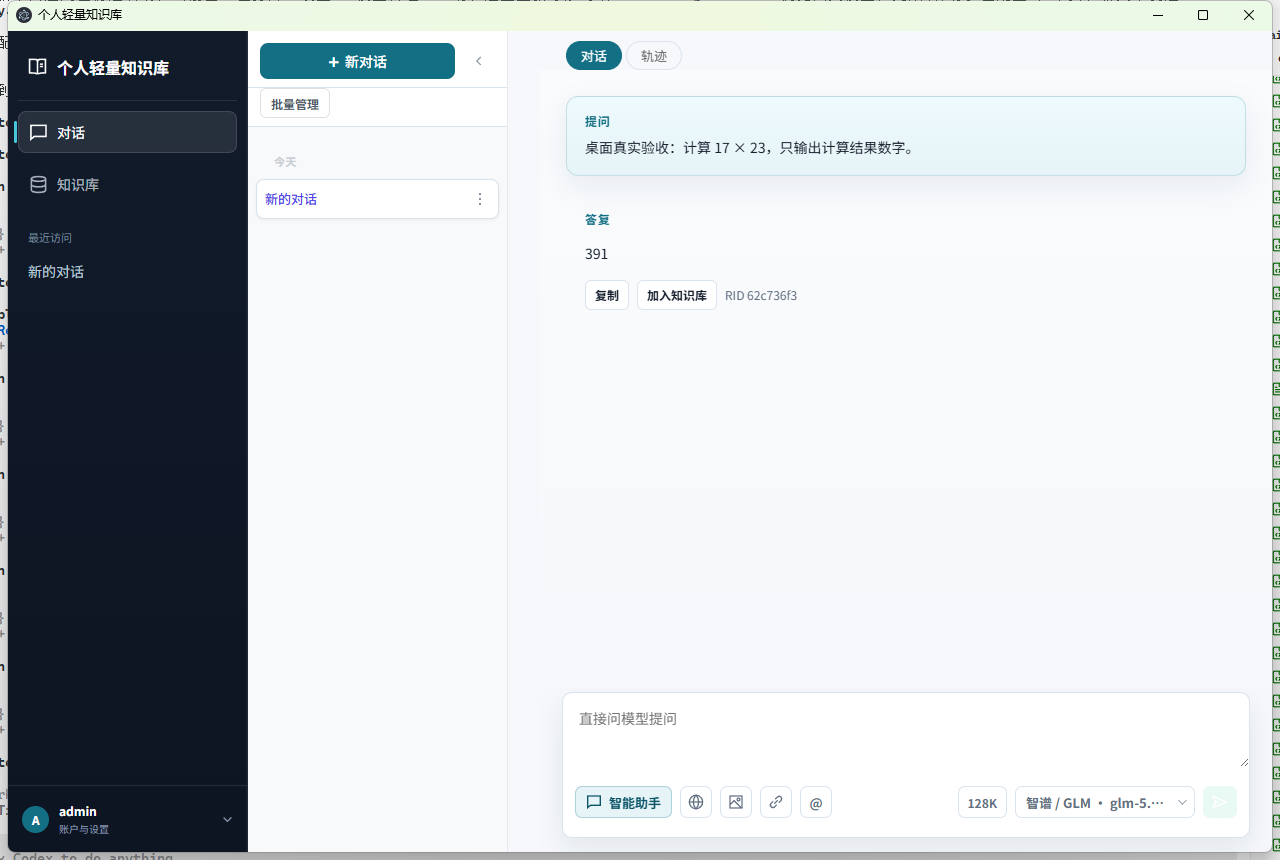 个人轻量知识库
个人轻量知识库
对话
知识库
最近访问
新的对话
A
admin
账户与设置
+ 新对话
批量管理
今天
新的对话
对话
轨迹
提问
桌面真实验收：计算 17 × 23，只输出计算结果数字。
答复
391
复制
加入知识库
RID 62c736f3
直接问模型提问
智能助手
@
128K
智谱 / GLM • glm-5.…
Codex to do anything